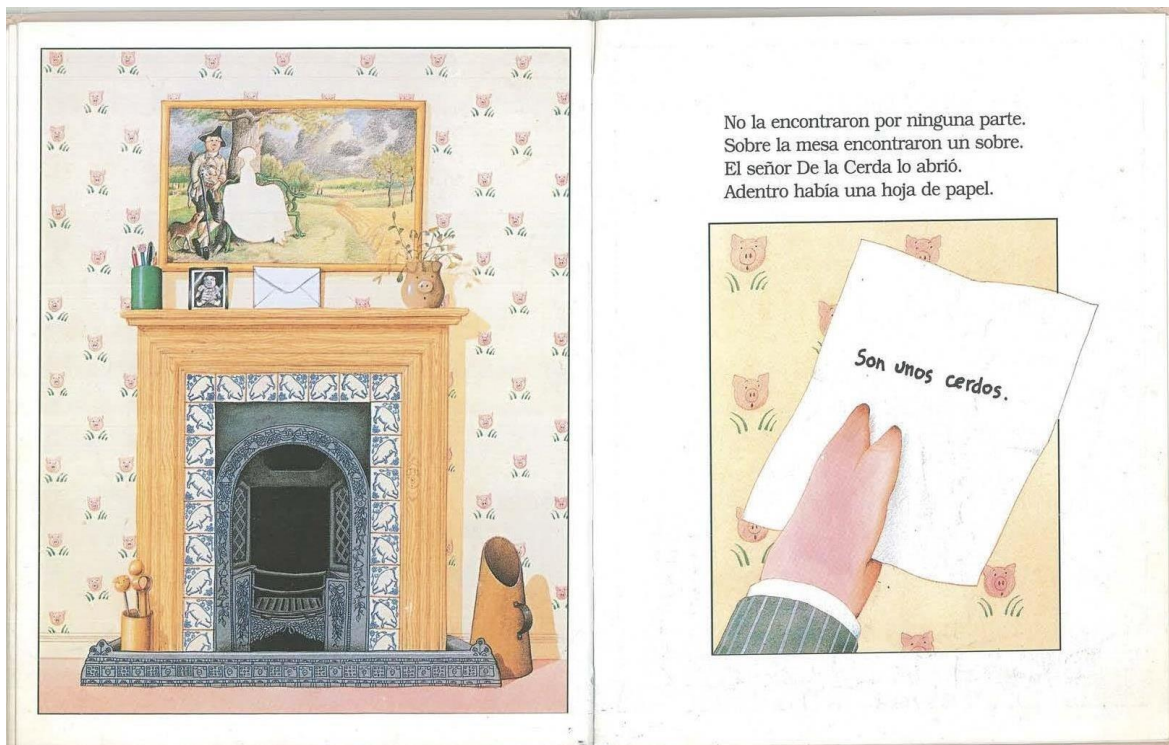 No la encontraron por ninguna parte.
Sobre la mesa encontraron un sobre.
El señor De la Cerda lo abrió.
Adentro había una hoja de papel.
Son unos cerdos.